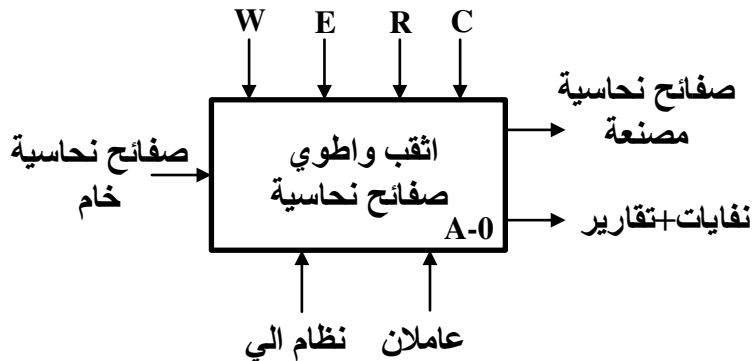 W E R C
صفائح نحاسية
مصنعة
صفائح نحاسية
خام
اثقب واطوي
صفائح نحاسية
A-0
نفايات+تقارير
نظام الي
عاملان